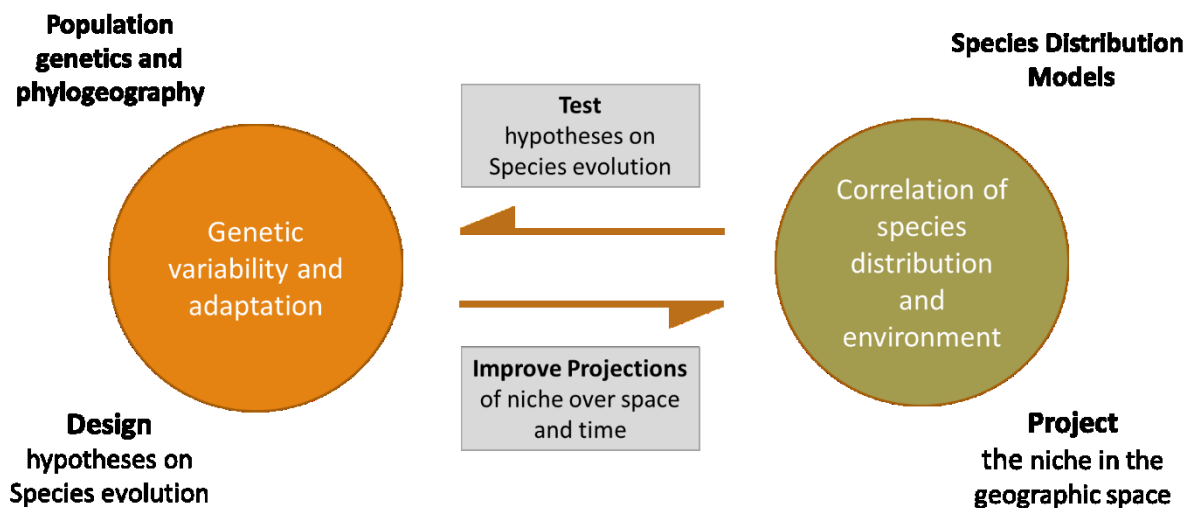 Population
genetics and
phylogeography
Species Distribution
Models
Test
hypotheses on
Species evolution
Genetic
variability and
adaptation
Correlation of
species
distribution
and
environment
Improve Projections
of niche over space
and time
Design
hypotheses on
Species evolution
Project
the niche in the
geographic space